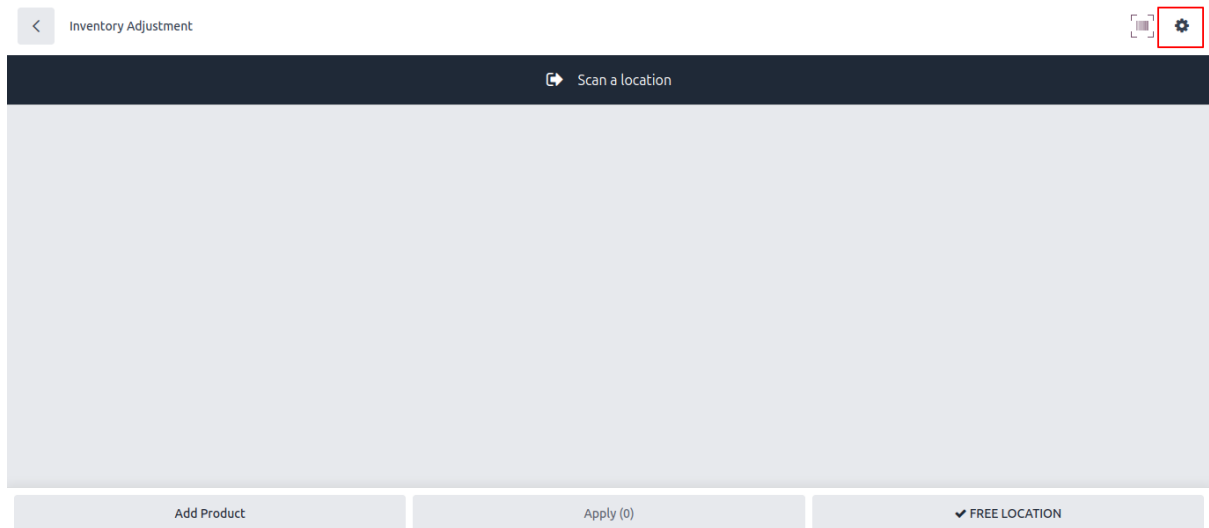 Inventory Adjustment
Scan a location
Add Product
Apply (0)
FREE LOCATION